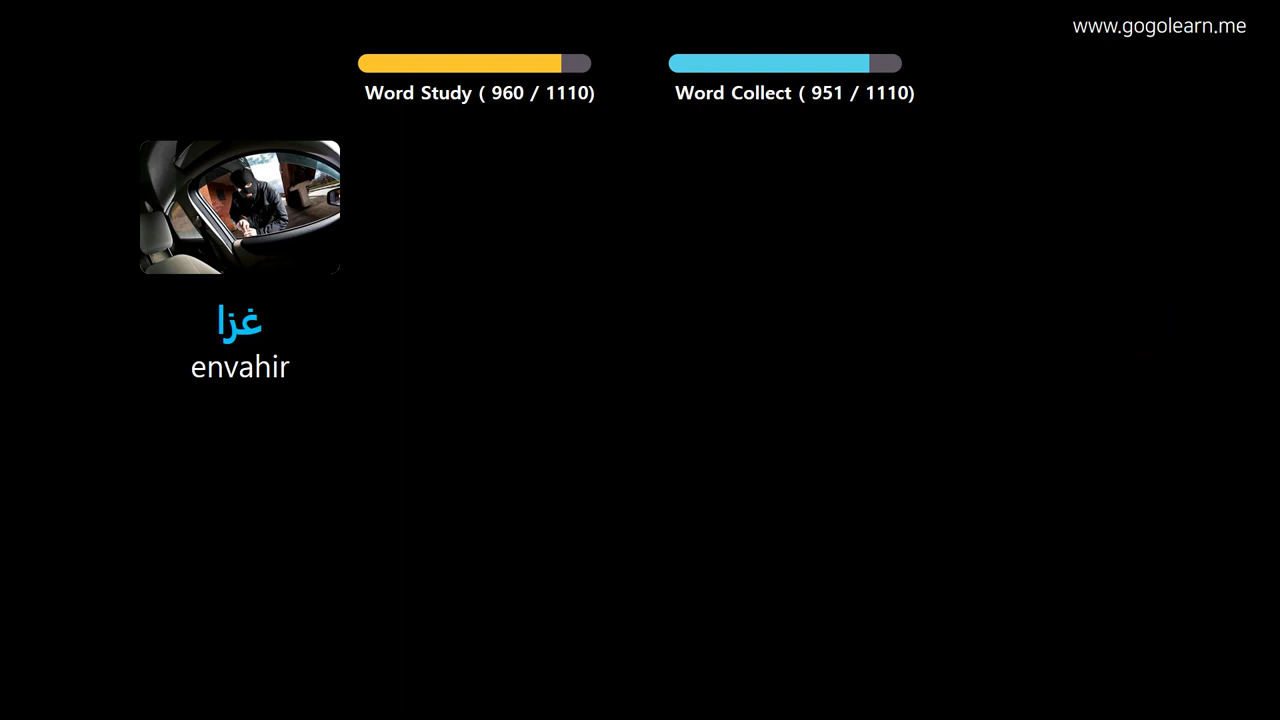 www.gogolearn.me
Word Study ( 960 / 1110)
Word Collect ( 951 / 1110)
غزا
envahir